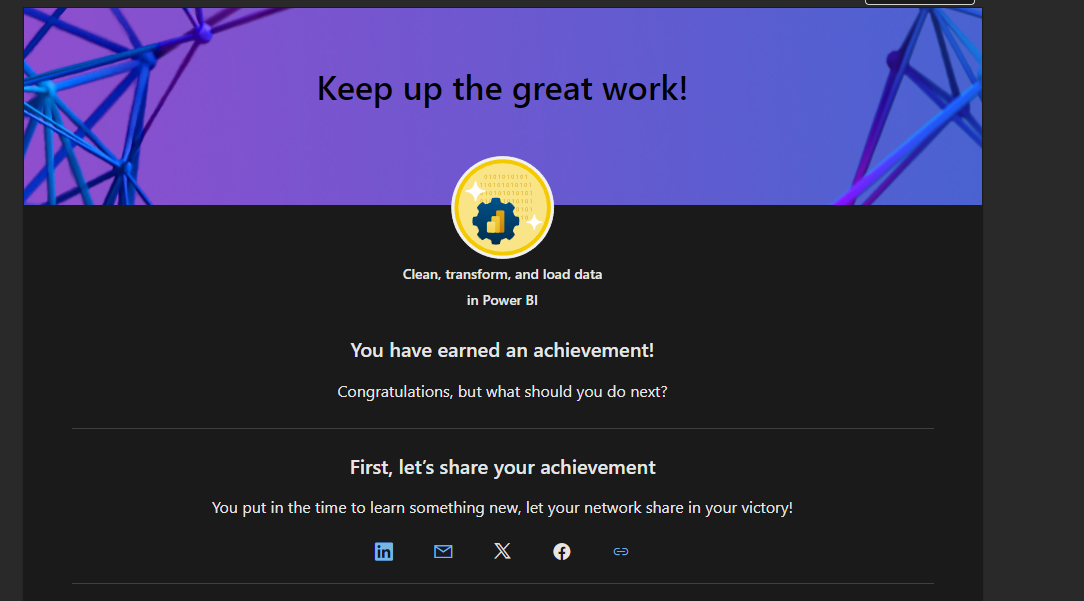 Keep up the great work!
Clean, transform, and load data
in Power BI
You have earned an achievement!
Congratulations, but what should you do next?
First, let’s share your achievement
You put in the time to learn something new, let your network share in your victory!
in